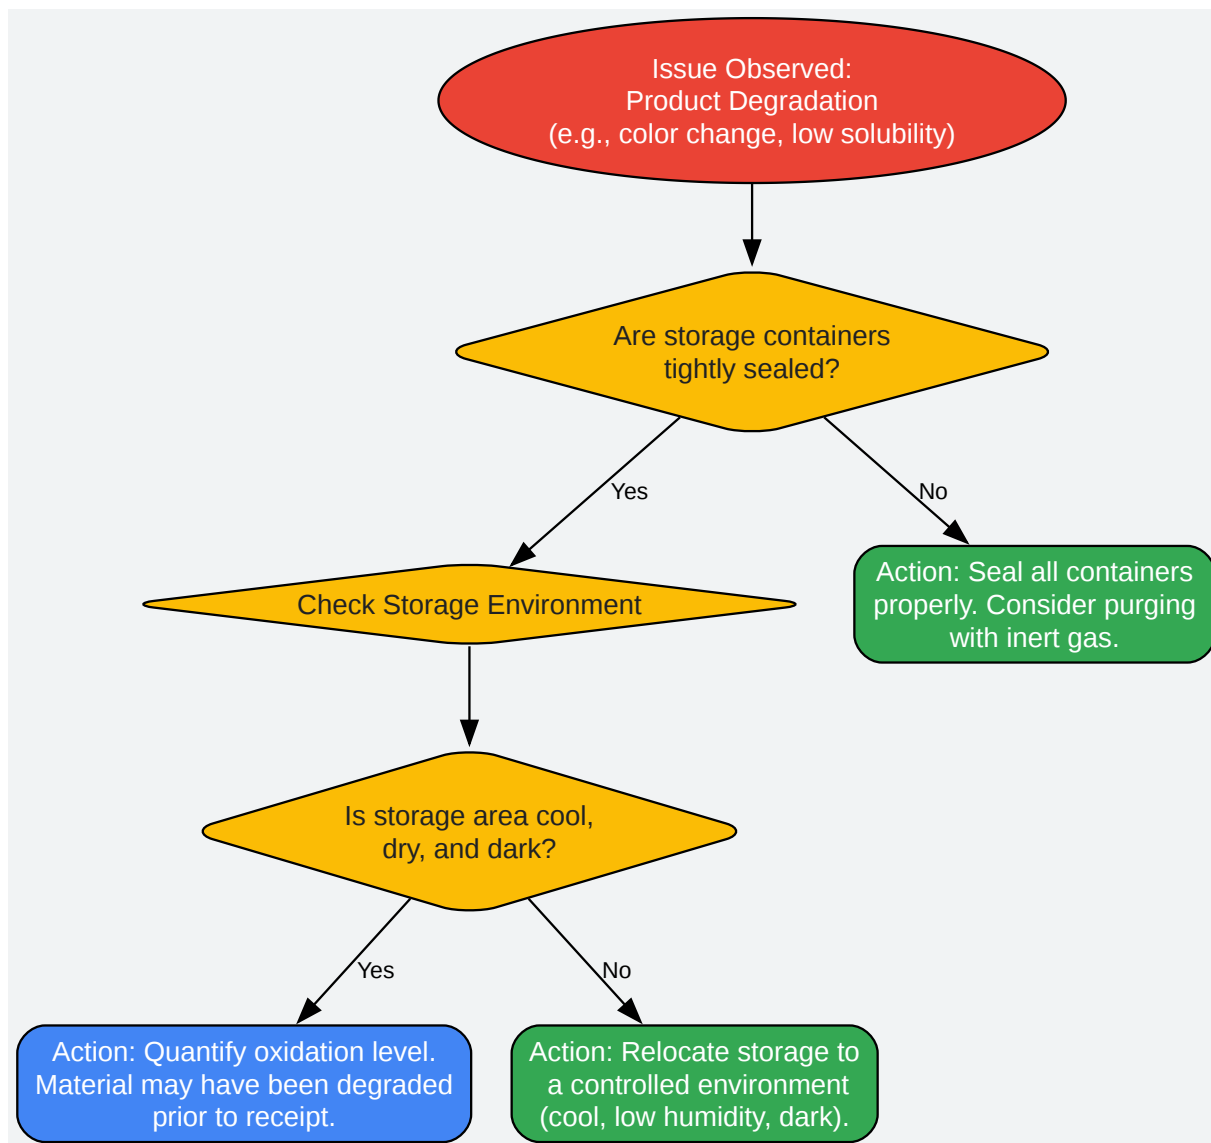 Issue Observed:
Product Degradation
(e.g., color change, low solubility)
Are storage containers
tightly sealed?
Yes
No
Check Storage Environment
Action: Seal all containers
properly. Consider purging
with inert gas.
Is storage area cool,
dry, and dark?
Yes
No
Action: Quantify oxidation level.
Material may have been degraded
prior to receipt.
Action: Relocate storage to
a controlled environment
(cool, low humidity, dark).